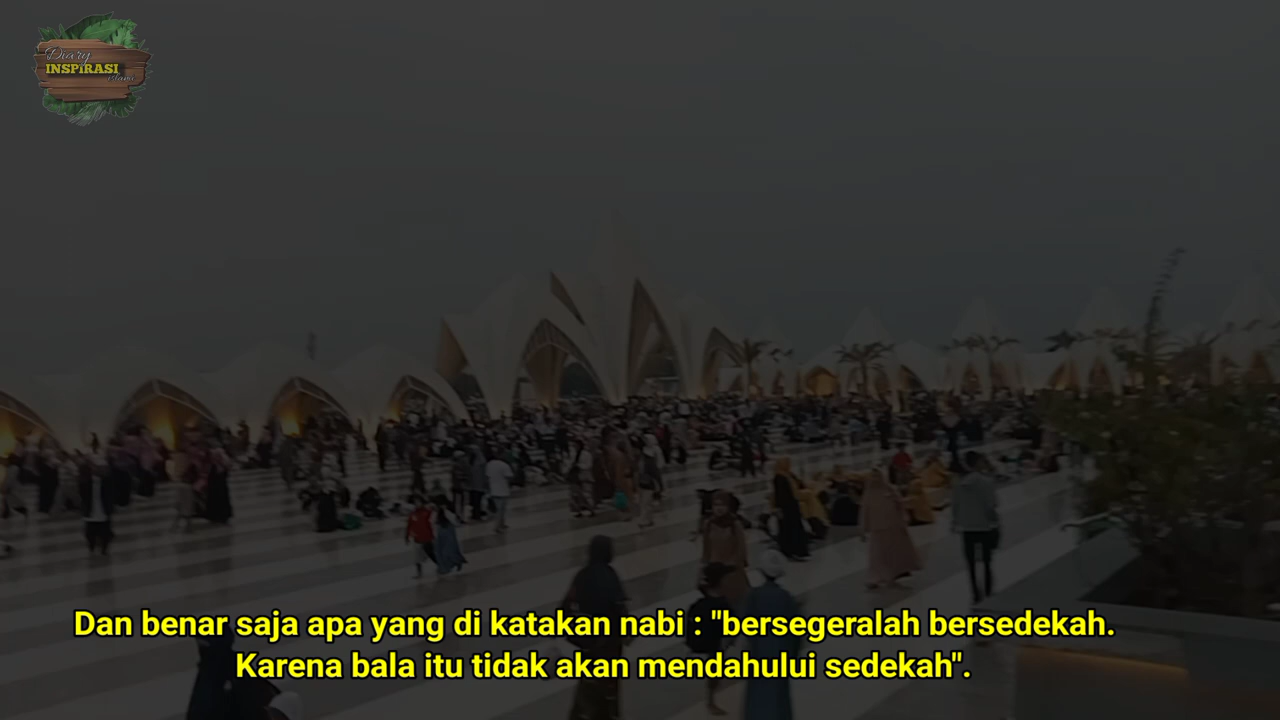 Diary
INSPIRASI
islami
Dan benar saja apa yang di katakan nabi : "bersegeralah bersedekah.
Karena bala itu tidak akan mendahului sedekah".